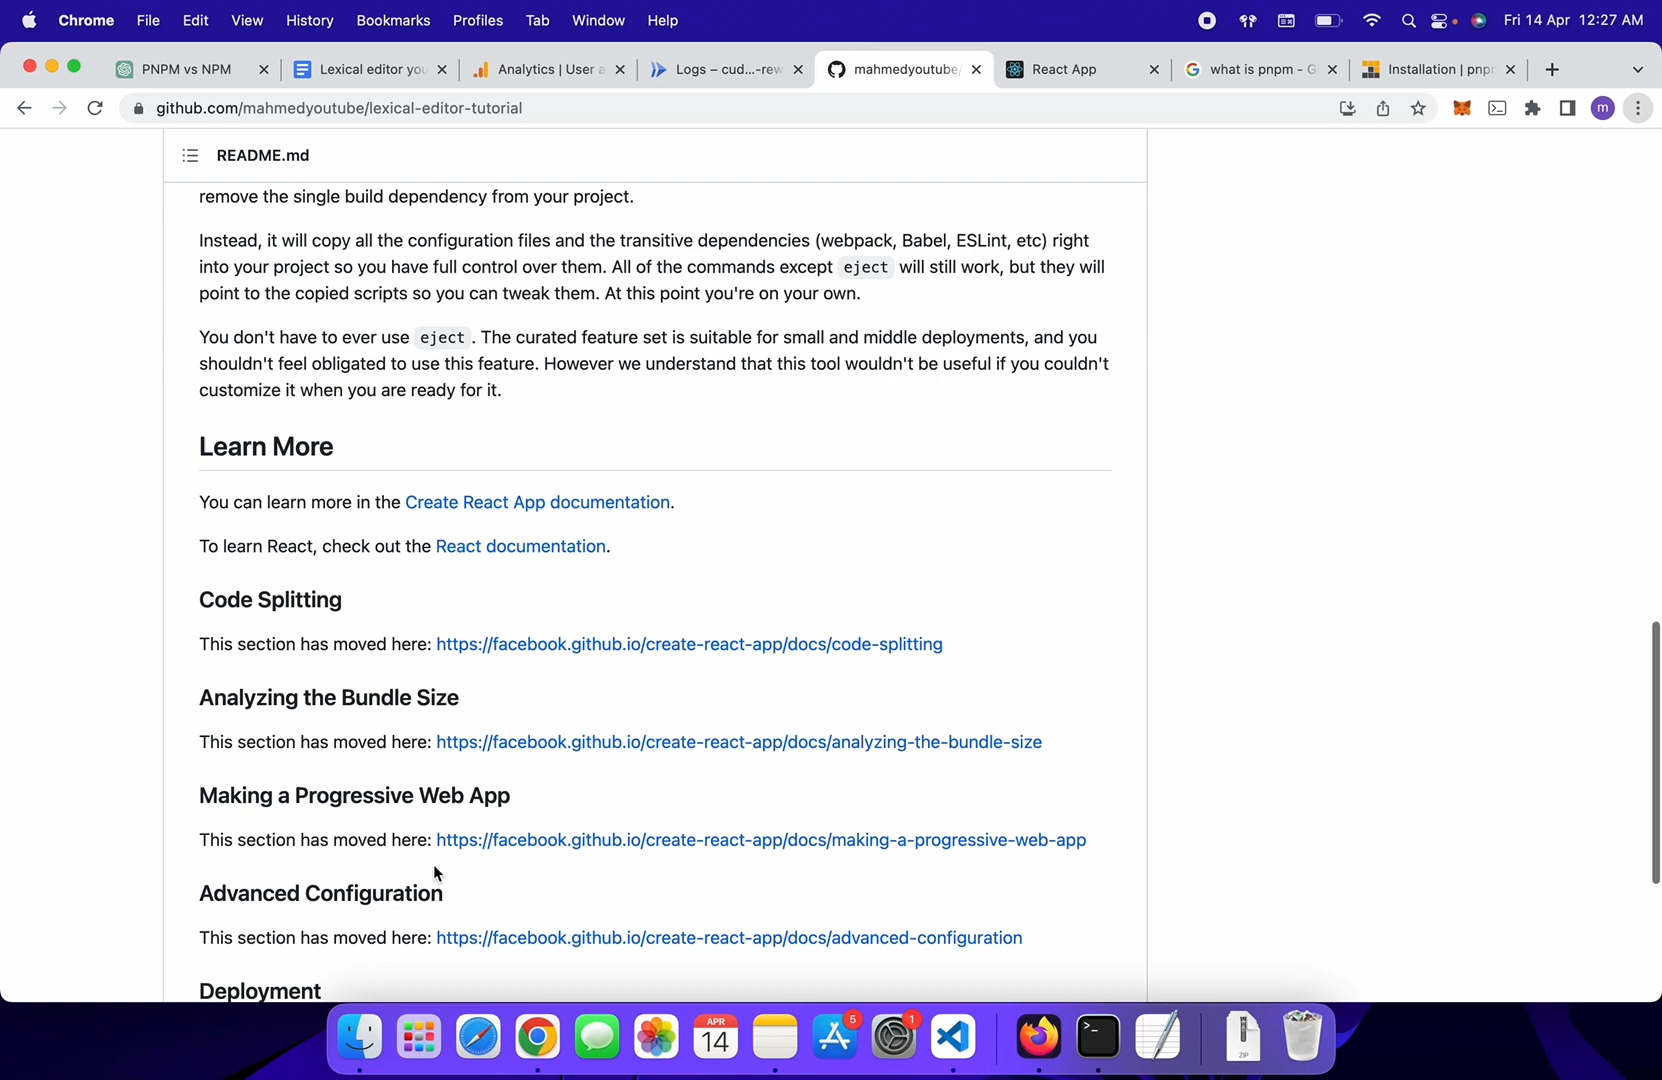 Chrome File Edit View History Bookmarks Profiles Tab Window Help Fri 14 Apr 12:27 AM
PNPM vs NPM Lexical editor you Analytics | User a Logs – cud...-rew mahmedyoutube/ React App what is pnpm - G Installation | pnp
github.com/mahmedyoutube/lexical-editor-tutorial m
README.md
remove the single build dependency from your project.
Instead, it will copy all the configuration files and the transitive dependencies (webpack, Babel, ESLint, etc) right
into your project so you have full control over them. All of the commands except eject will still work, but they will
point to the copied scripts so you can tweak them. At this point you're on your own.
You don't have to ever use eject. The curated feature set is suitable for small and middle deployments, and you
shouldn't feel obligated to use this feature. However we understand that this tool wouldn't be useful if you couldn't
customize it when you are ready for it.
Learn More
You can learn more in the Create React App documentation.
To learn React, check out the React documentation.
Code Splitting
This section has moved here: https://facebook.github.io/create-react-app/docs/code-splitting
Analyzing the Bundle Size
This section has moved here: https://facebook.github.io/create-react-app/docs/analyzing-the-bundle-size
Making a Progressive Web App
This section has moved here: https://facebook.github.io/create-react-app/docs/making-a-progressive-web-app
Advanced Configuration
This section has moved here: https://facebook.github.io/create-react-app/docs/advanced-configuration
Deployment
APR
14
5
1
ZIP